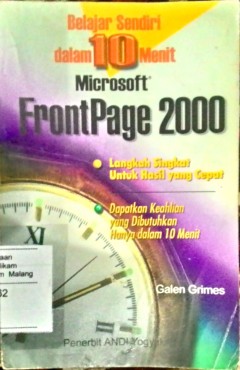 Belajar Sendiri
dalam 10 Menit
Microsoft®
FrontPage 2000
Langkah Singkat
Untuk Hasil yang Cepat
Dapatkan Keahlian
yang Dibutuhkan
Hanya dalam 10 Menit
XI
Galen Grimes
Malang
Penerbit ANDI